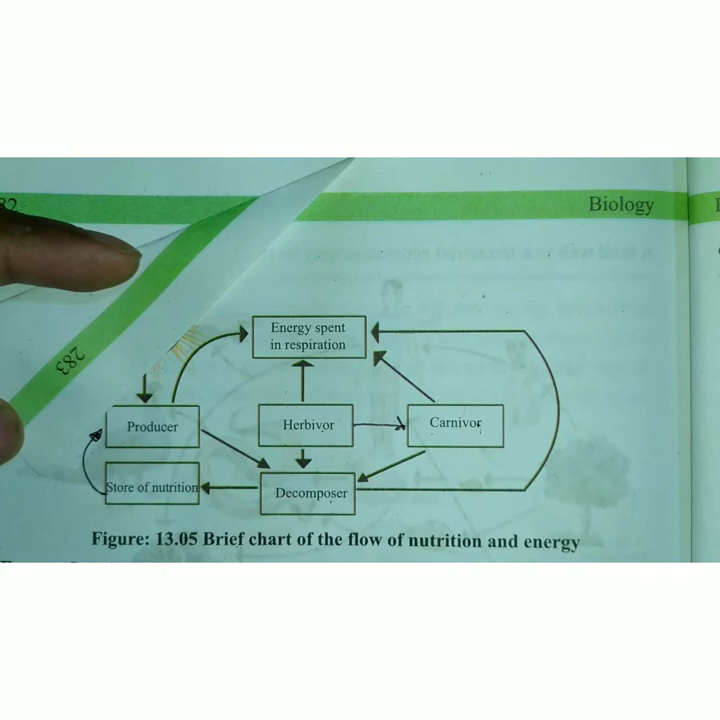 Biology
283
Energy spent
in respiration
Producer
Herbivor
Carnivor
Store of nutrition
Decomposer
Figure: 13.05 Brief chart of the flow of nutrition and energy